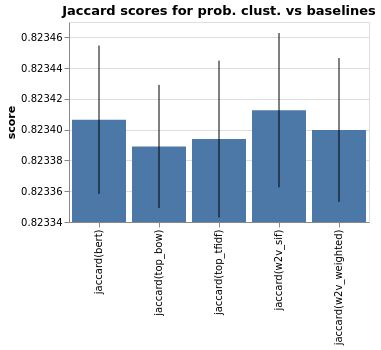 Jaccard scores for prob. clust. vs baselines
0.82346
0.82344
0.82342
0.82340
0.82338
0.82336
0.82334
score
jaccard(bert)
jaccard(top_bow)
jaccard(top_tfidf)
jaccard(w2v_sif)
jaccard(w2v_weighted)